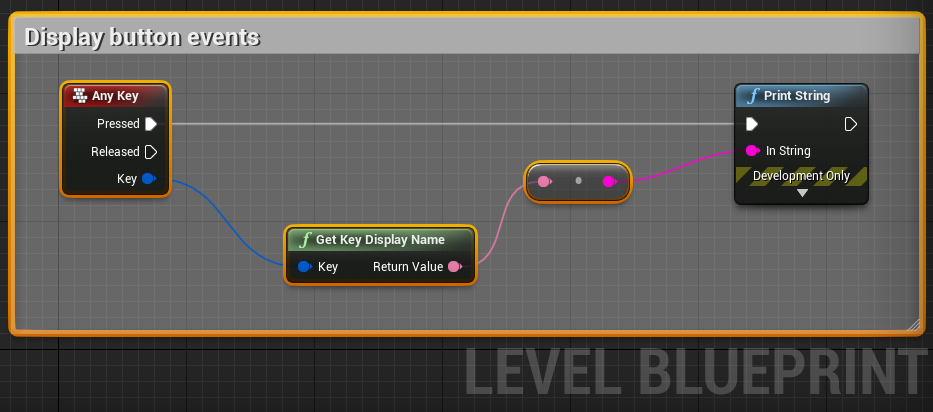 Display button events
Any Key
Pressed
Released
Key
Print String
In String
Development Only
Get Key Display Name
Key Return Value
LEVEL BLUEPRINT